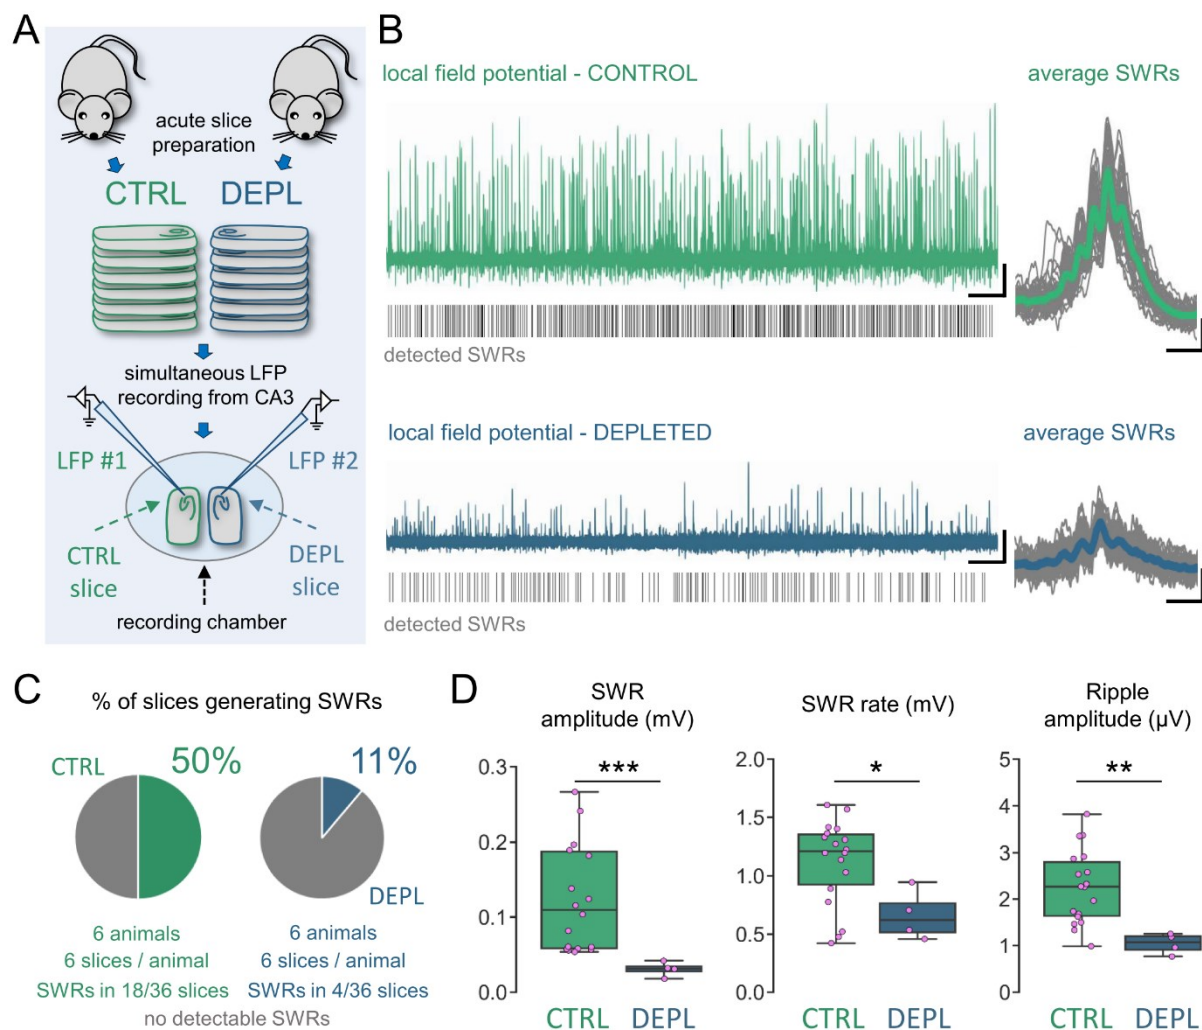 A
acute slice
preparation
CTRL DEPL
simultaneous LFP
recording from CA3
LFP #1 LFP #2
CTRL
slice
DEPL
slice
recording chamber
B
local field potential - CONTROL
average SWRs
detected SWRs
local field potential - DEPLETED
average SWRs
detected SWRs
C
% of slices generating SWRs
CTRL 50%
11%
DEPL
6 animals
6 slices / animal
SWRs in 18/36 slices
6 animals
6 slices / animal
SWRs in 4/36 slices
no detectable SWRs
D
SWR
amplitude (mV)
***
0.3
0.2
0.1
0.0
CTRL DEPL
SWR rate (mV)
*
2.0
1.5
1.0
0.5
0.0
CTRL DEPL
Ripple
amplitude (µV)
**
5
4
3
2
1
0
CTRL DEPL